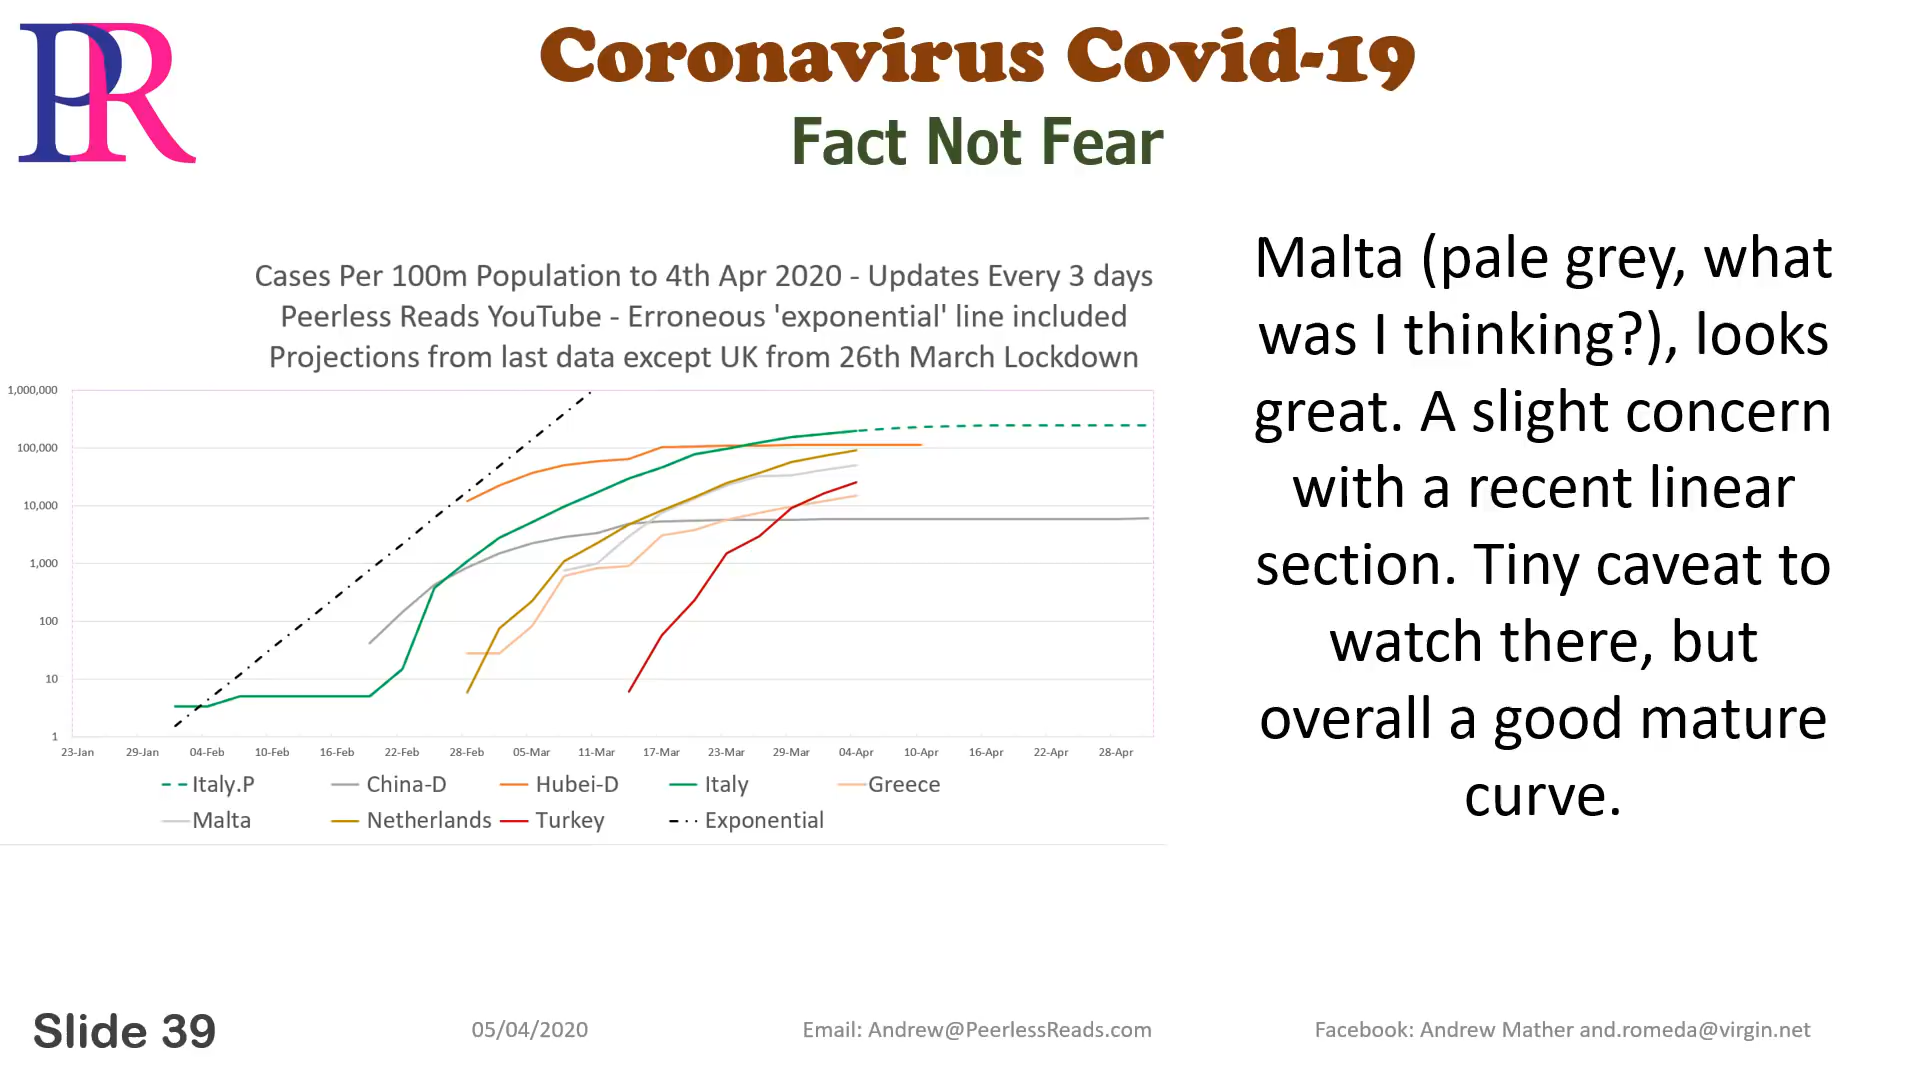 PR
Coronavirus Covid-19
Fact Not Fear
Cases Per 100m Population to 4th Apr 2020 - Updates Every 3 days
Peerless Reads YouTube - Erroneous 'exponential' line included
Projections from last data except UK from 26th March Lockdown
1,000,000
100,000
10,000
1,000
100
10
1
23-Jan 29-Jan 04-Feb 10-Feb 16-Feb 22-Feb 28-Feb 05-Mar 11-Mar 17-Mar 23-Mar 29-Mar 04-Apr 10-Apr 16-Apr 22-Apr 28-Apr
Italy.P China-D Hubei-D Italy Greece
Malta Netherlands Turkey Exponential
Malta (pale grey, what
was I thinking?), looks
great. A slight concern
with a recent linear
section. Tiny caveat to
watch there, but
overall a good mature
curve.
Slide 39
05/04/2020
Email: Andrew@PeerlessReads.com
Facebook: Andrew Mather and.romeda@virgin.net